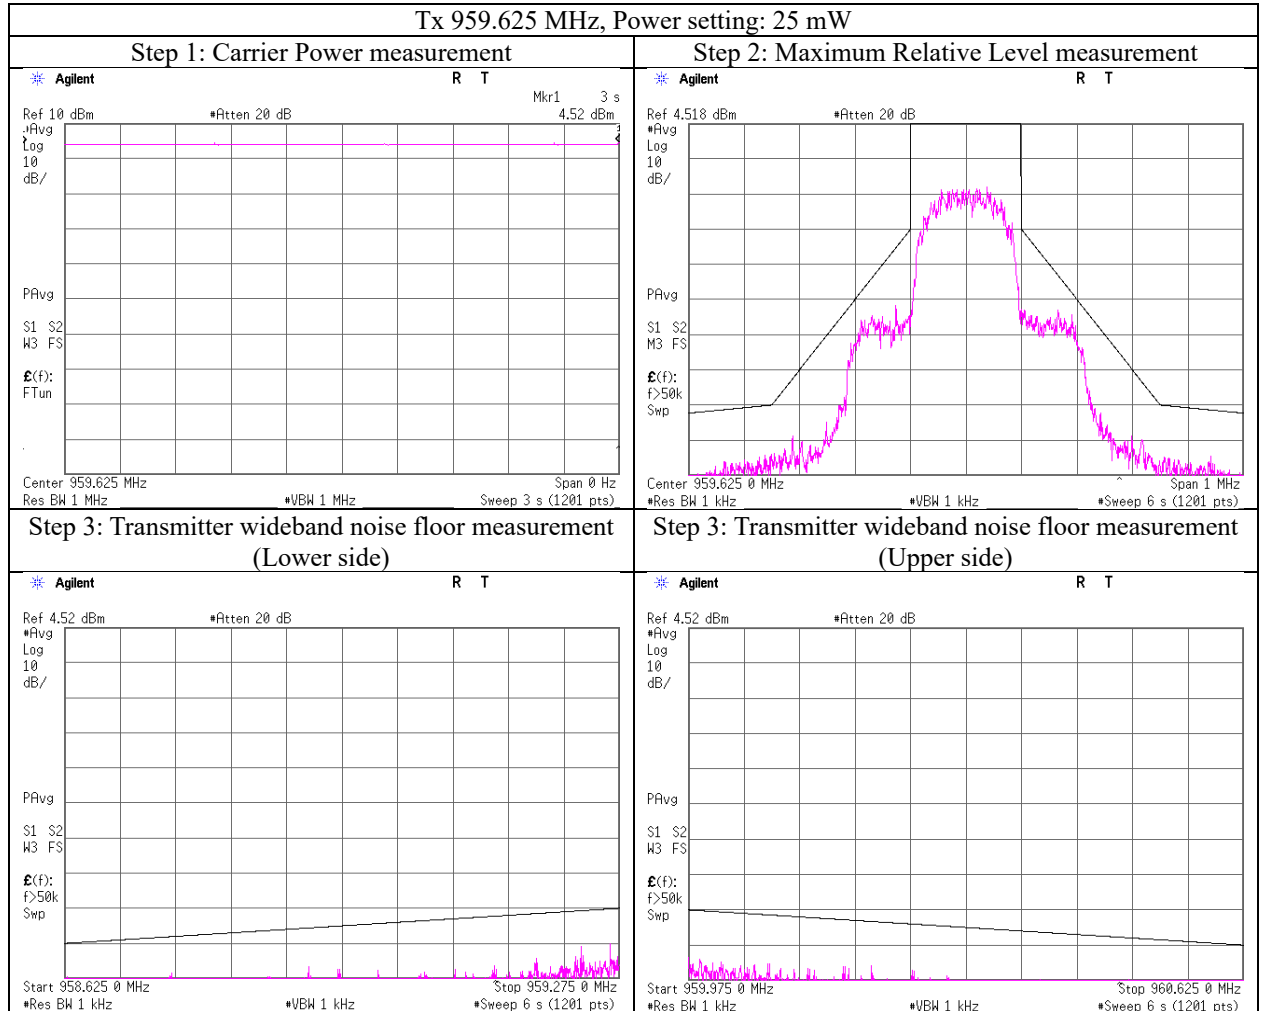 Tx 959.625 MHz, Power setting: 25 mW
Step 1: Carrier Power measurement
Agilent
R T
Mkr1 3 s
Ref 10 dBm #Atten 20 dB 4.52 dBm
#Avg
Log
10
dB/
PAvg
S1 S2
W3 FS
£(f):
FTun
Center 959.625 MHz Span 0 Hz
Res BW 1 MHz #VBW 1 MHz Sweep 3 s (1201 pts)
Step 2: Maximum Relative Level measurement
Agilent
R T
Ref 4.518 dBm #Atten 20 dB
#Avg
Log
10
dB/
PAvg
S1 S2
M3 FS
£(f):
f>50k
Swp
Center 959.625 0 MHz Span 1 MHz
#Res BW 1 kHz #VBW 1 kHz #Sweep 6 s (1201 pts)
Step 3: Transmitter wideband noise floor measurement
(Lower side)
Agilent
R T
Ref 4.52 dBm #Atten 20 dB
#Avg
Log
10
dB/
PAvg
S1 S2
W3 FS
£(f):
f>50k
Swp
Start 958.625 0 MHz Stop 959.275 0 MHz
#Res BW 1 kHz #VBW 1 kHz #Sweep 6 s (1201 pts)
Step 3: Transmitter wideband noise floor measurement
(Upper side)
Agilent
R T
Ref 4.52 dBm #Atten 20 dB
#Avg
Log
10
dB/
PAvg
S1 S2
W3 FS
£(f):
f>50k
Swp
Start 959.975 0 MHz Stop 960.625 0 MHz
#Res BW 1 kHz #VBW 1 kHz #Sweep 6 s (1201 pts)